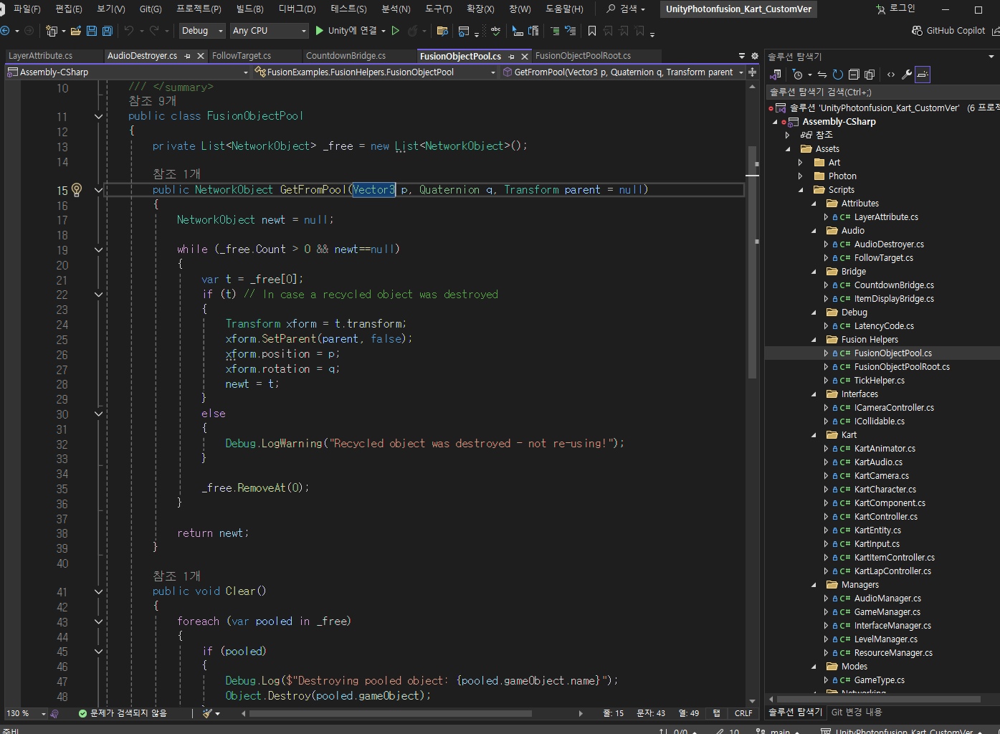 파일(F) 편집(E) 보기(V) Git(G) 프로젝트(P) 빌드(B) 디버그(D) 테스트(S) 분석(N) 도구(T) 확장(X) 창(W) 도움말(H) 검색 UnityPhotonfusion_Kart_CustomVer 로그인
Debug Any CPU Unity에 연결 GitHub Copilot
LayerAttribute.cs AudioDestroyer.cs FollowTarget.cs CountdownBridge.cs FusionObjectPool.cs FusionObjectPoolRoot.cs
Assembly-CSharp FusionExamples.FusionHelpers.FusionObjectPool GetFromPool(Vector3 p, Quaternion q, Transform parent
10 /// </summary>
참조 9개
11 public class FusionObjectPool
12 {
13 private List<NetworkObject> _free = new List<NetworkObject>();
14
참조 1개
15 public NetworkObject GetFromPool(Vector3 p, Quaternion q, Transform parent = null)
16 {
17 NetworkObject newt = null;
18
19 while (_free.Count > 0 && newt==null)
20 {
21 var t = _free[0];
22 if (t) // In case a recycled object was destroyed
23 {
24 Transform xform = t.transform;
25 xform.SetParent(parent, false);
26 xform.position = p;
27 xform.rotation = q;
28 newt = t;
29 }
30 else
31 {
32 Debug.LogWarning("Recycled object was destroyed - not re-using!");
33 }
34
35 _free.RemoveAt(0);
36 }
37
38 return newt;
39 }
40
참조 1개
41 public void Clear()
42 {
43 foreach (var pooled in _free)
44 {
45 if (pooled)
46 {
47 Debug.Log($"Destroying pooled object: {pooled.gameObject.name}");
48 Object.Destroy(pooled.gameObject);
130 % 문제가 검색되지 않음 줄: 15 문자: 43 열: 49 탭 CRLF
솔루션 탐색기
솔루션 탐색기 검색(Ctrl+;)
솔루션 'UnityPhotonfusion_Kart_CustomVer' (6 프로젝
Assembly-CSharp
참조
Assets
Art
Photon
Scripts
Attributes
C# LayerAttribute.cs
Audio
C# AudioDestroyer.cs
C# FollowTarget.cs
Bridge
C# CountdownBridge.cs
C# ItemDisplayBridge.cs
Debug
C# LatencyCode.cs
Fusion Helpers
C# FusionObjectPool.cs
C# FusionObjectPoolRoot.cs
C# TickHelper.cs
Interfaces
C# ICameraController.cs
C# ICollidable.cs
Kart
C# KartAnimator.cs
C# KartAudio.cs
C# KartCamera.cs
C# KartCharacter.cs
C# KartComponent.cs
C# KartController.cs
C# KartEntity.cs
C# KartInput.cs
C# KartItemController.cs
C# KartLapController.cs
Managers
C# AudioManager.cs
C# GameManager.cs
C# InterfaceManager.cs
C# LevelManager.cs
C# ResourceManager.cs
Modes
C# GameType.cs
Networking
솔루션 탐색기 Git 변경 내용
준비 0/0 10 main UnityPhotonfusion_Kart_CustomVer